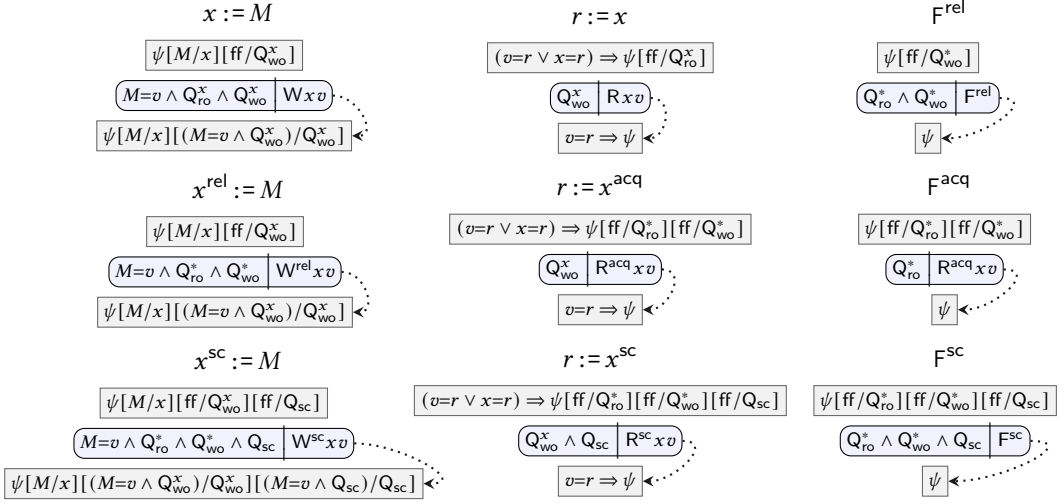 x := M
r := x
F^rel
ψ[M/x][ff/Q^x_wo]
(v=r ∨ x=r) ⇒ ψ[ff/Q^x_ro]
ψ[ff/Q^*_wo]
M=v ∧ Q^x_ro ∧ Q^x_wo | W x v
Q^x_wo | R x v
Q^*_ro ∧ Q^*_wo | F^rel
ψ[M/x][(M=v ∧ Q^x_wo)/Q^x_wo]
v=r ⇒ ψ
ψ
x^rel := M
r := x^acq
F^acq
ψ[M/x][ff/Q^x_wo]
(v=r ∨ x=r) ⇒ ψ[ff/Q^*_ro][ff/Q^*_wo]
ψ[ff/Q^*_ro][ff/Q^*_wo]
M=v ∧ Q^*_ro ∧ Q^*_wo | W^rel x v
Q^x_wo | R^acq x v
Q^*_ro | R^acq x v
ψ[M/x][(M=v ∧ Q^x_wo)/Q^x_wo]
v=r ⇒ ψ
ψ
x^sc := M
r := x^sc
F^sc
ψ[M/x][ff/Q^x_wo][ff/Q_sc]
(v=r ∨ x=r) ⇒ ψ[ff/Q^*_ro][ff/Q^*_wo][ff/Q_sc]
ψ[ff/Q^*_ro][ff/Q^*_wo][ff/Q_sc]
M=v ∧ Q^*_ro ∧ Q^*_wo ∧ Q_sc | W^sc x v
Q^x_wo ∧ Q_sc | R^sc x v
Q^*_ro ∧ Q^*_wo ∧ Q_sc | F^sc
ψ[M/x][(M=v ∧ Q^x_wo)/Q^x_wo][(M=v ∧ Q_sc)/Q_sc]
v=r ⇒ ψ
ψ